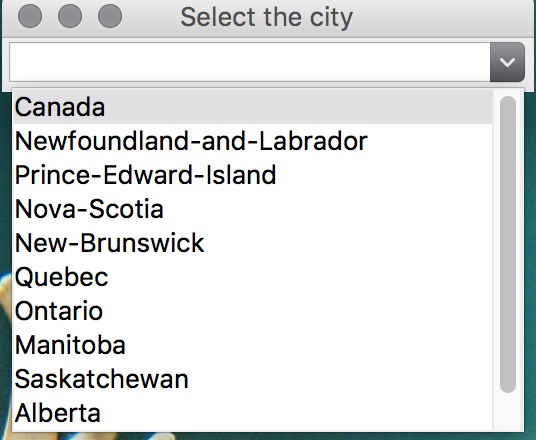 Select the city
Canada
Newfoundland-and-Labrador
Prince-Edward-Island
Nova-Scotia
New-Brunswick
Quebec
Ontario
Manitoba
Saskatchewan
Alberta